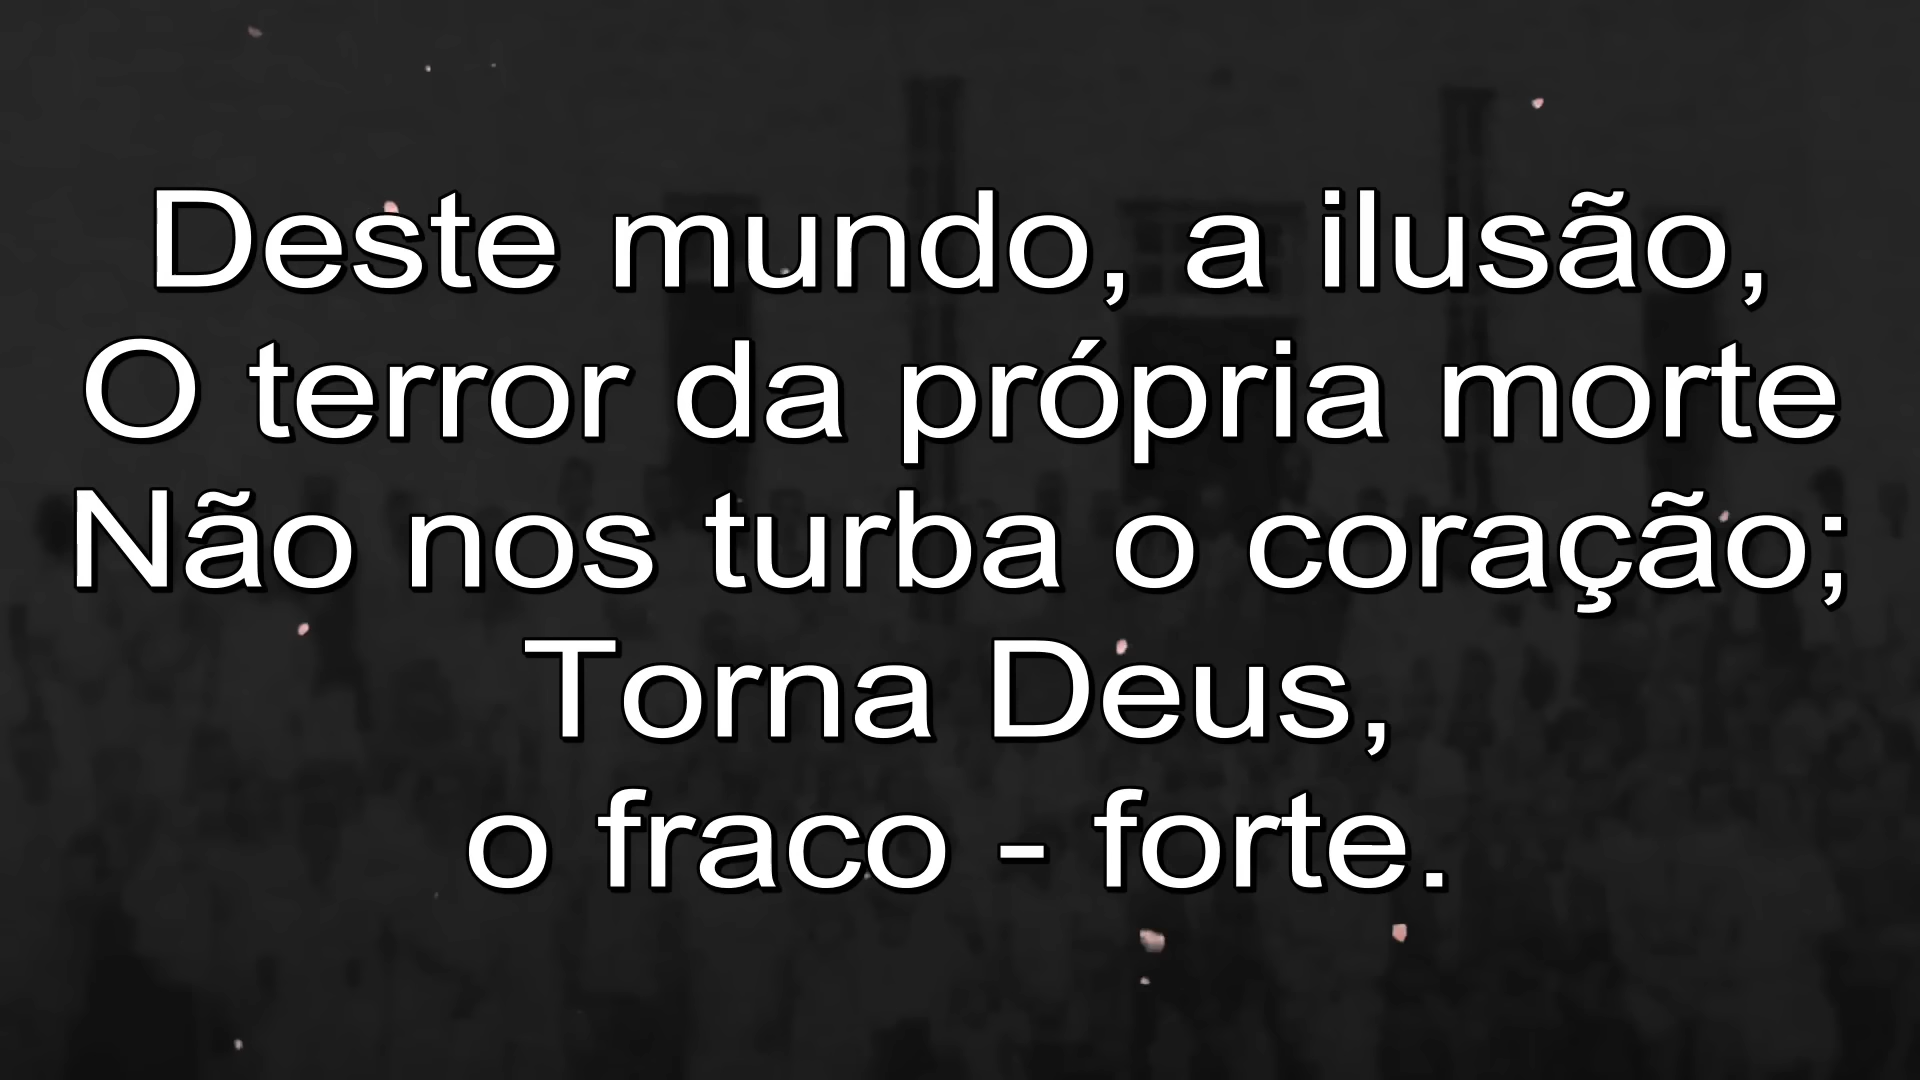 Deste mundo, a ilusão,
O terror da própria morte
Não nos turba o coração;
Torna Deus,
o fraco - forte.